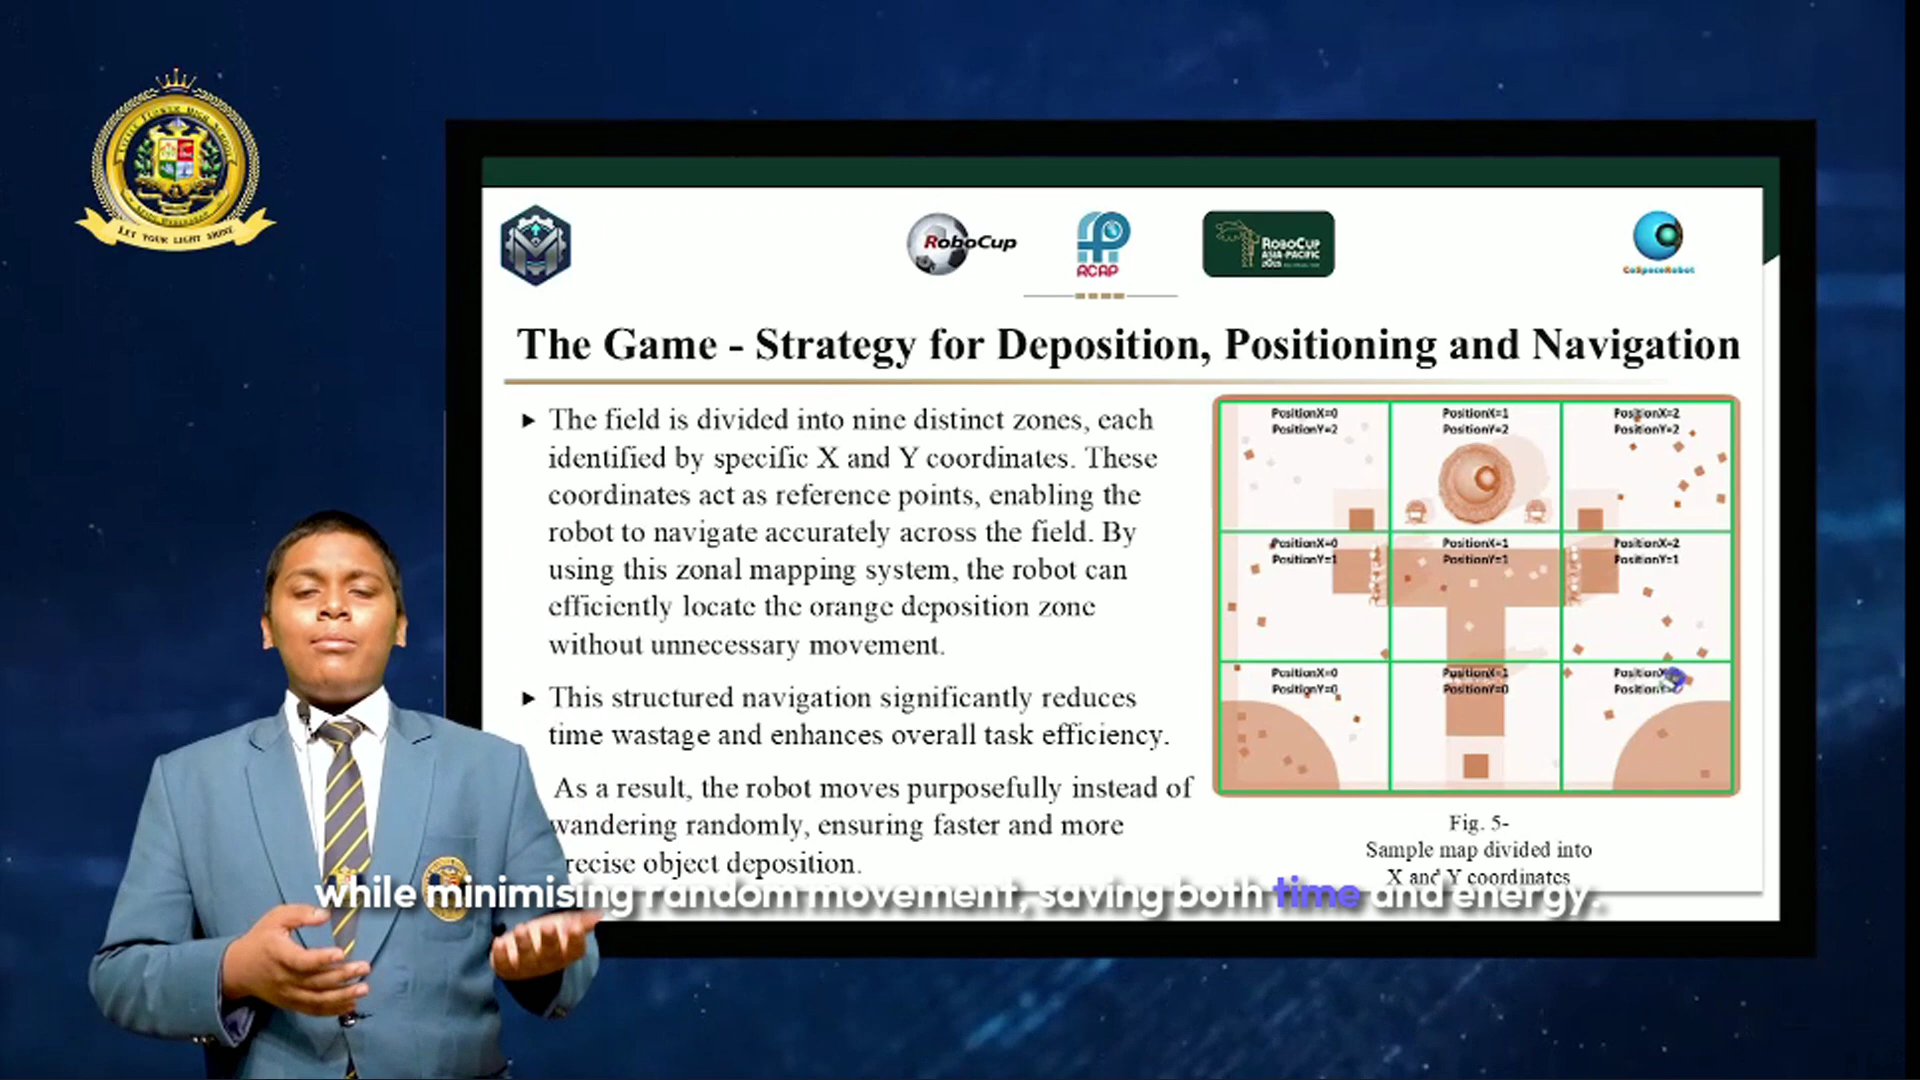 LET YOUR LIGHT SHINE
RoboCup
ACAP
ROBOCUP
ASIA-PACIFIC
CoSpaceRobot
The Game - Strategy for Deposition, Positioning and Navigation
The field is divided into nine distinct zones, each
identified by specific X and Y coordinates. These
coordinates act as reference points, enabling the
robot to navigate accurately across the field. By
using this zonal mapping system, the robot can
efficiently locate the orange deposition zone
without unnecessary movement.
This structured navigation significantly reduces
time wastage and enhances overall task efficiency.
As a result, the robot moves purposefully instead of
wandering randomly, ensuring faster and more
recise object deposition.
PositionX=0
PositionY=2
PositionX=1
PositionY=2
PositionX=2
PositionY=2
PositionX=0
PositionY=1
PositionX=1
PositionY=1
PositionX=2
PositionY=1
PositionX=0
PositionY=0
PositionX=1
PositionY=0
Fig. 5-
Sample map divided into
X and Y coordinates
while minimising random movement, saving both time and energy.